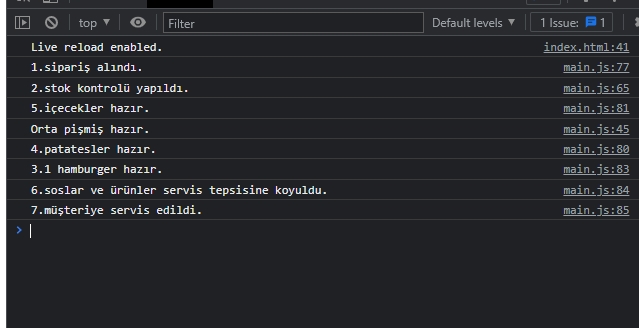 top ▼ Filter Default levels ▼ 1 Issue: 1
Live reload enabled. index.html:41
1.sipariş alındı. main.js:77
2.stok kontrolü yapıldı. main.js:65
5.içecekler hazır. main.js:81
Orta pişmiş hazır. main.js:45
4.patatesler hazır. main.js:80
3.1 hamburger hazır. main.js:83
6.soslar ve ürünler servis tepsisine koyuldu. main.js:84
7.müşteriye servis edildi. main.js:85